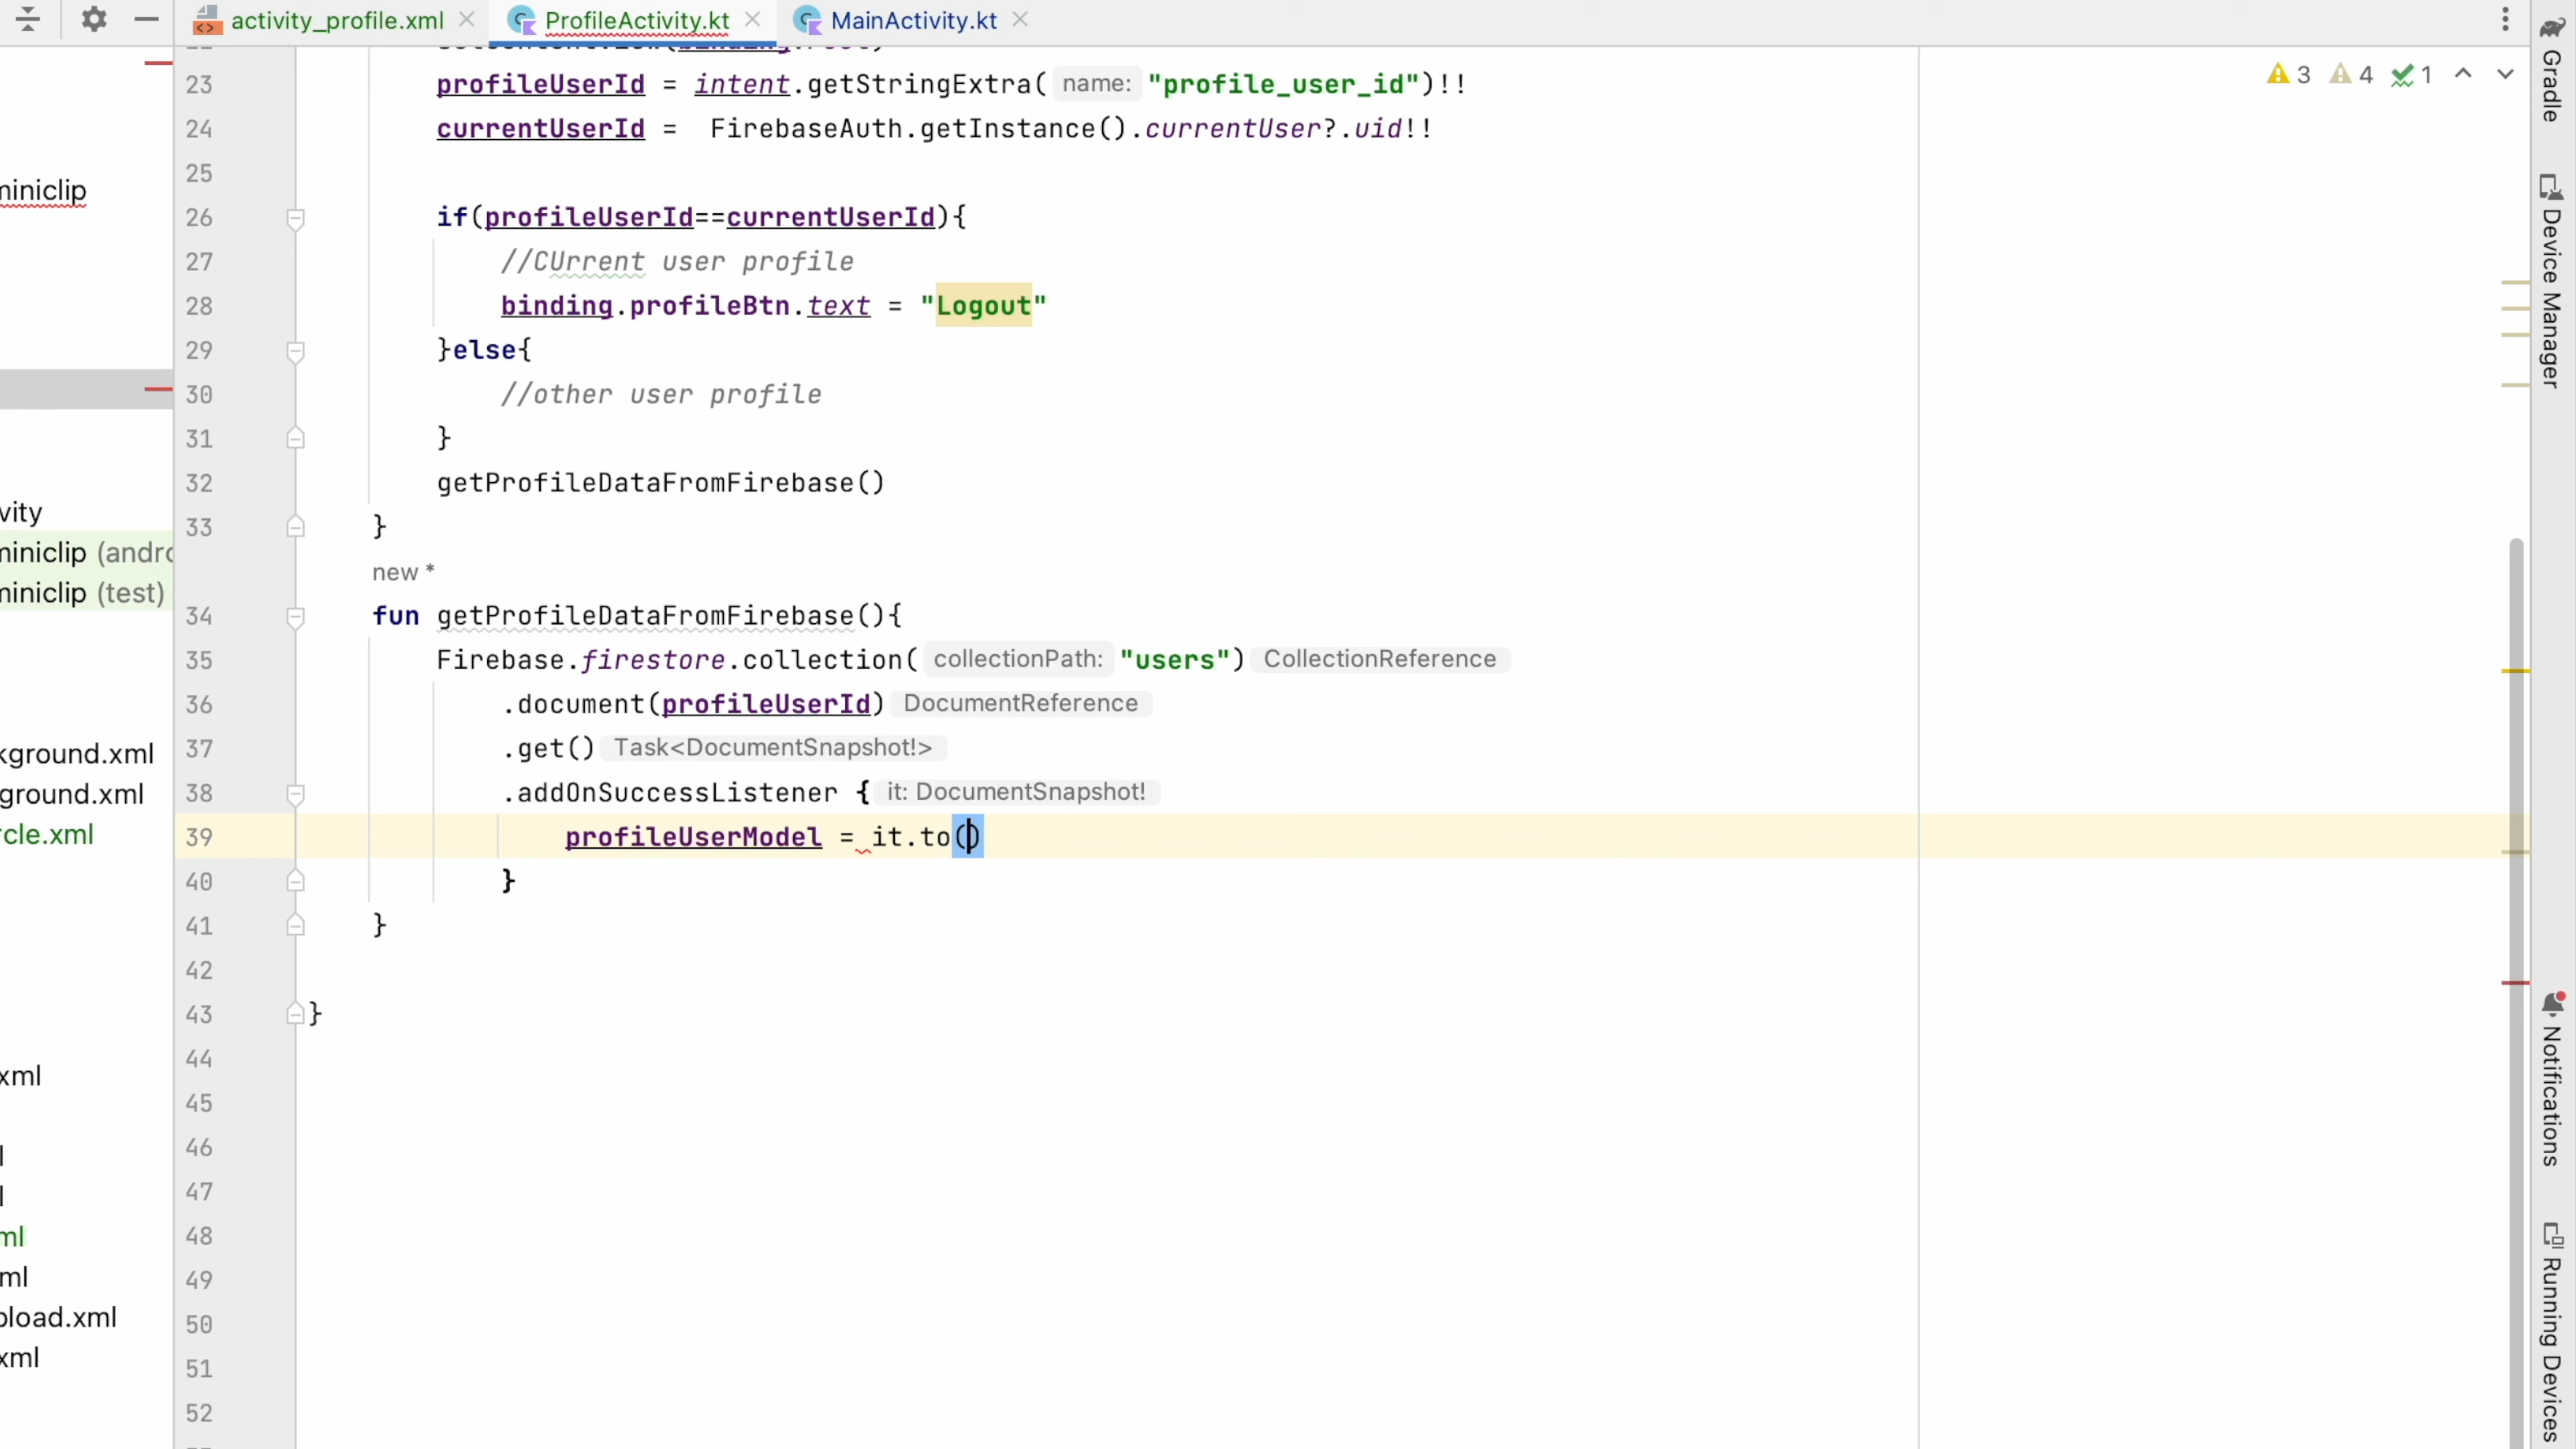 activity_profile.xml
ProfileActivity.kt
MainActivity.kt
23 profileUserId = intent.getStringExtra( name: "profile_user_id")!!
24 currentUserId = FirebaseAuth.getInstance().currentUser?.uid!!
25
26 if(profileUserId==currentUserId){
27 //CUrrent user profile
28 binding.profileBtn.text = "Logout"
29 }else{
30 //other user profile
31 }
32 getProfileDataFromFirebase()
33 }
new *
34 fun getProfileDataFromFirebase(){
35 Firebase.firestore.collection( collectionPath: "users") CollectionReference
36 .document(profileUserId) DocumentReference
37 .get() Task<DocumentSnapshot!>
38 .addOnSuccessListener { it: DocumentSnapshot!
39 profileUserModel = it.to()
40 }
41 }
42
43 }
44
45
46
47
48
49
50
51
52
3 4 1
miniclip
vity
miniclip (andro
miniclip (test)
kground.xml
ground.xml
rcle.xml
xml
l
l
ml
ml
pload.xml
xml
Gradle
Device Manager
Notifications
Running Devices